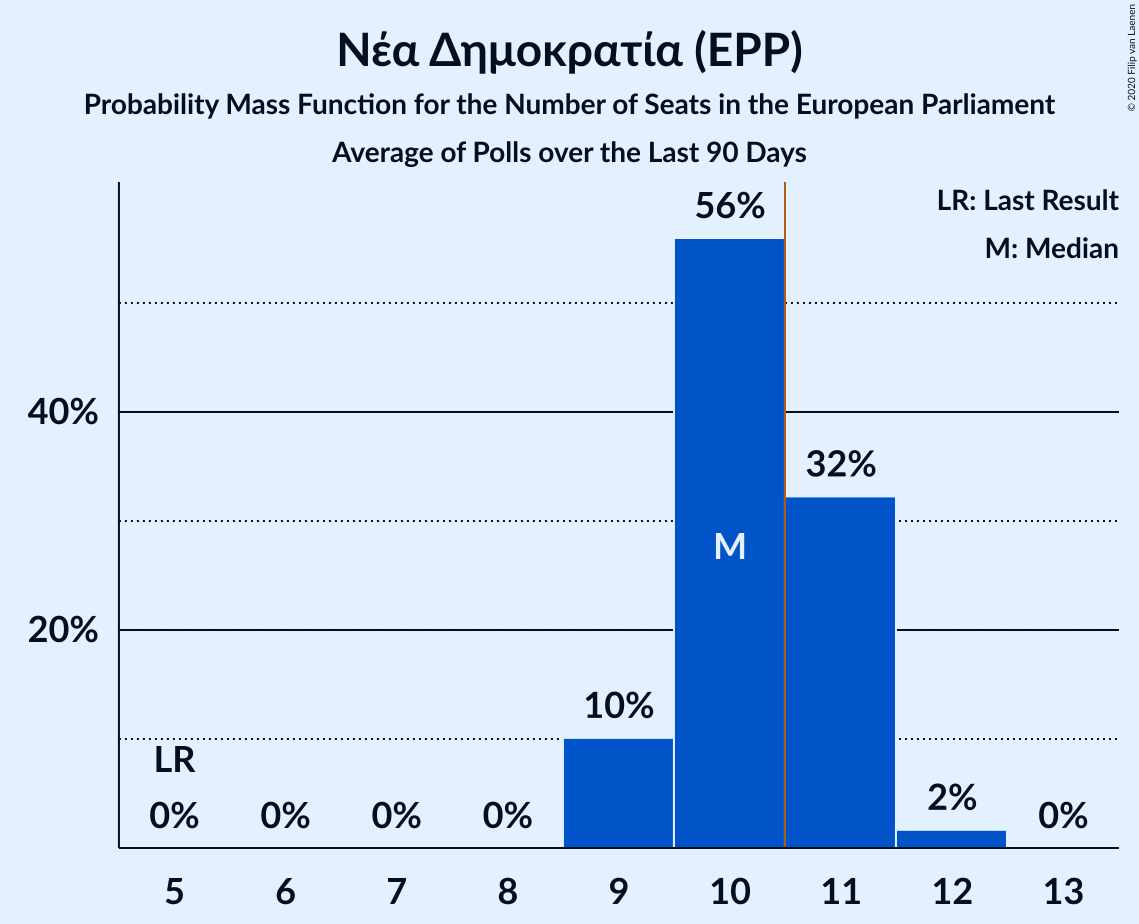 Νέα Δημοκρατία (EPP)
Probability Mass Function for the Number of Seats in the European Parliament
Average of Polls over the Last 90 Days
© 2020 Filip van Laenen
LR: Last Result
M: Median
56%
40%
32%
M
20%
10%
LR
2%
0% 0% 0% 0% 0%
5 6 7 8 9 10 11 12 13